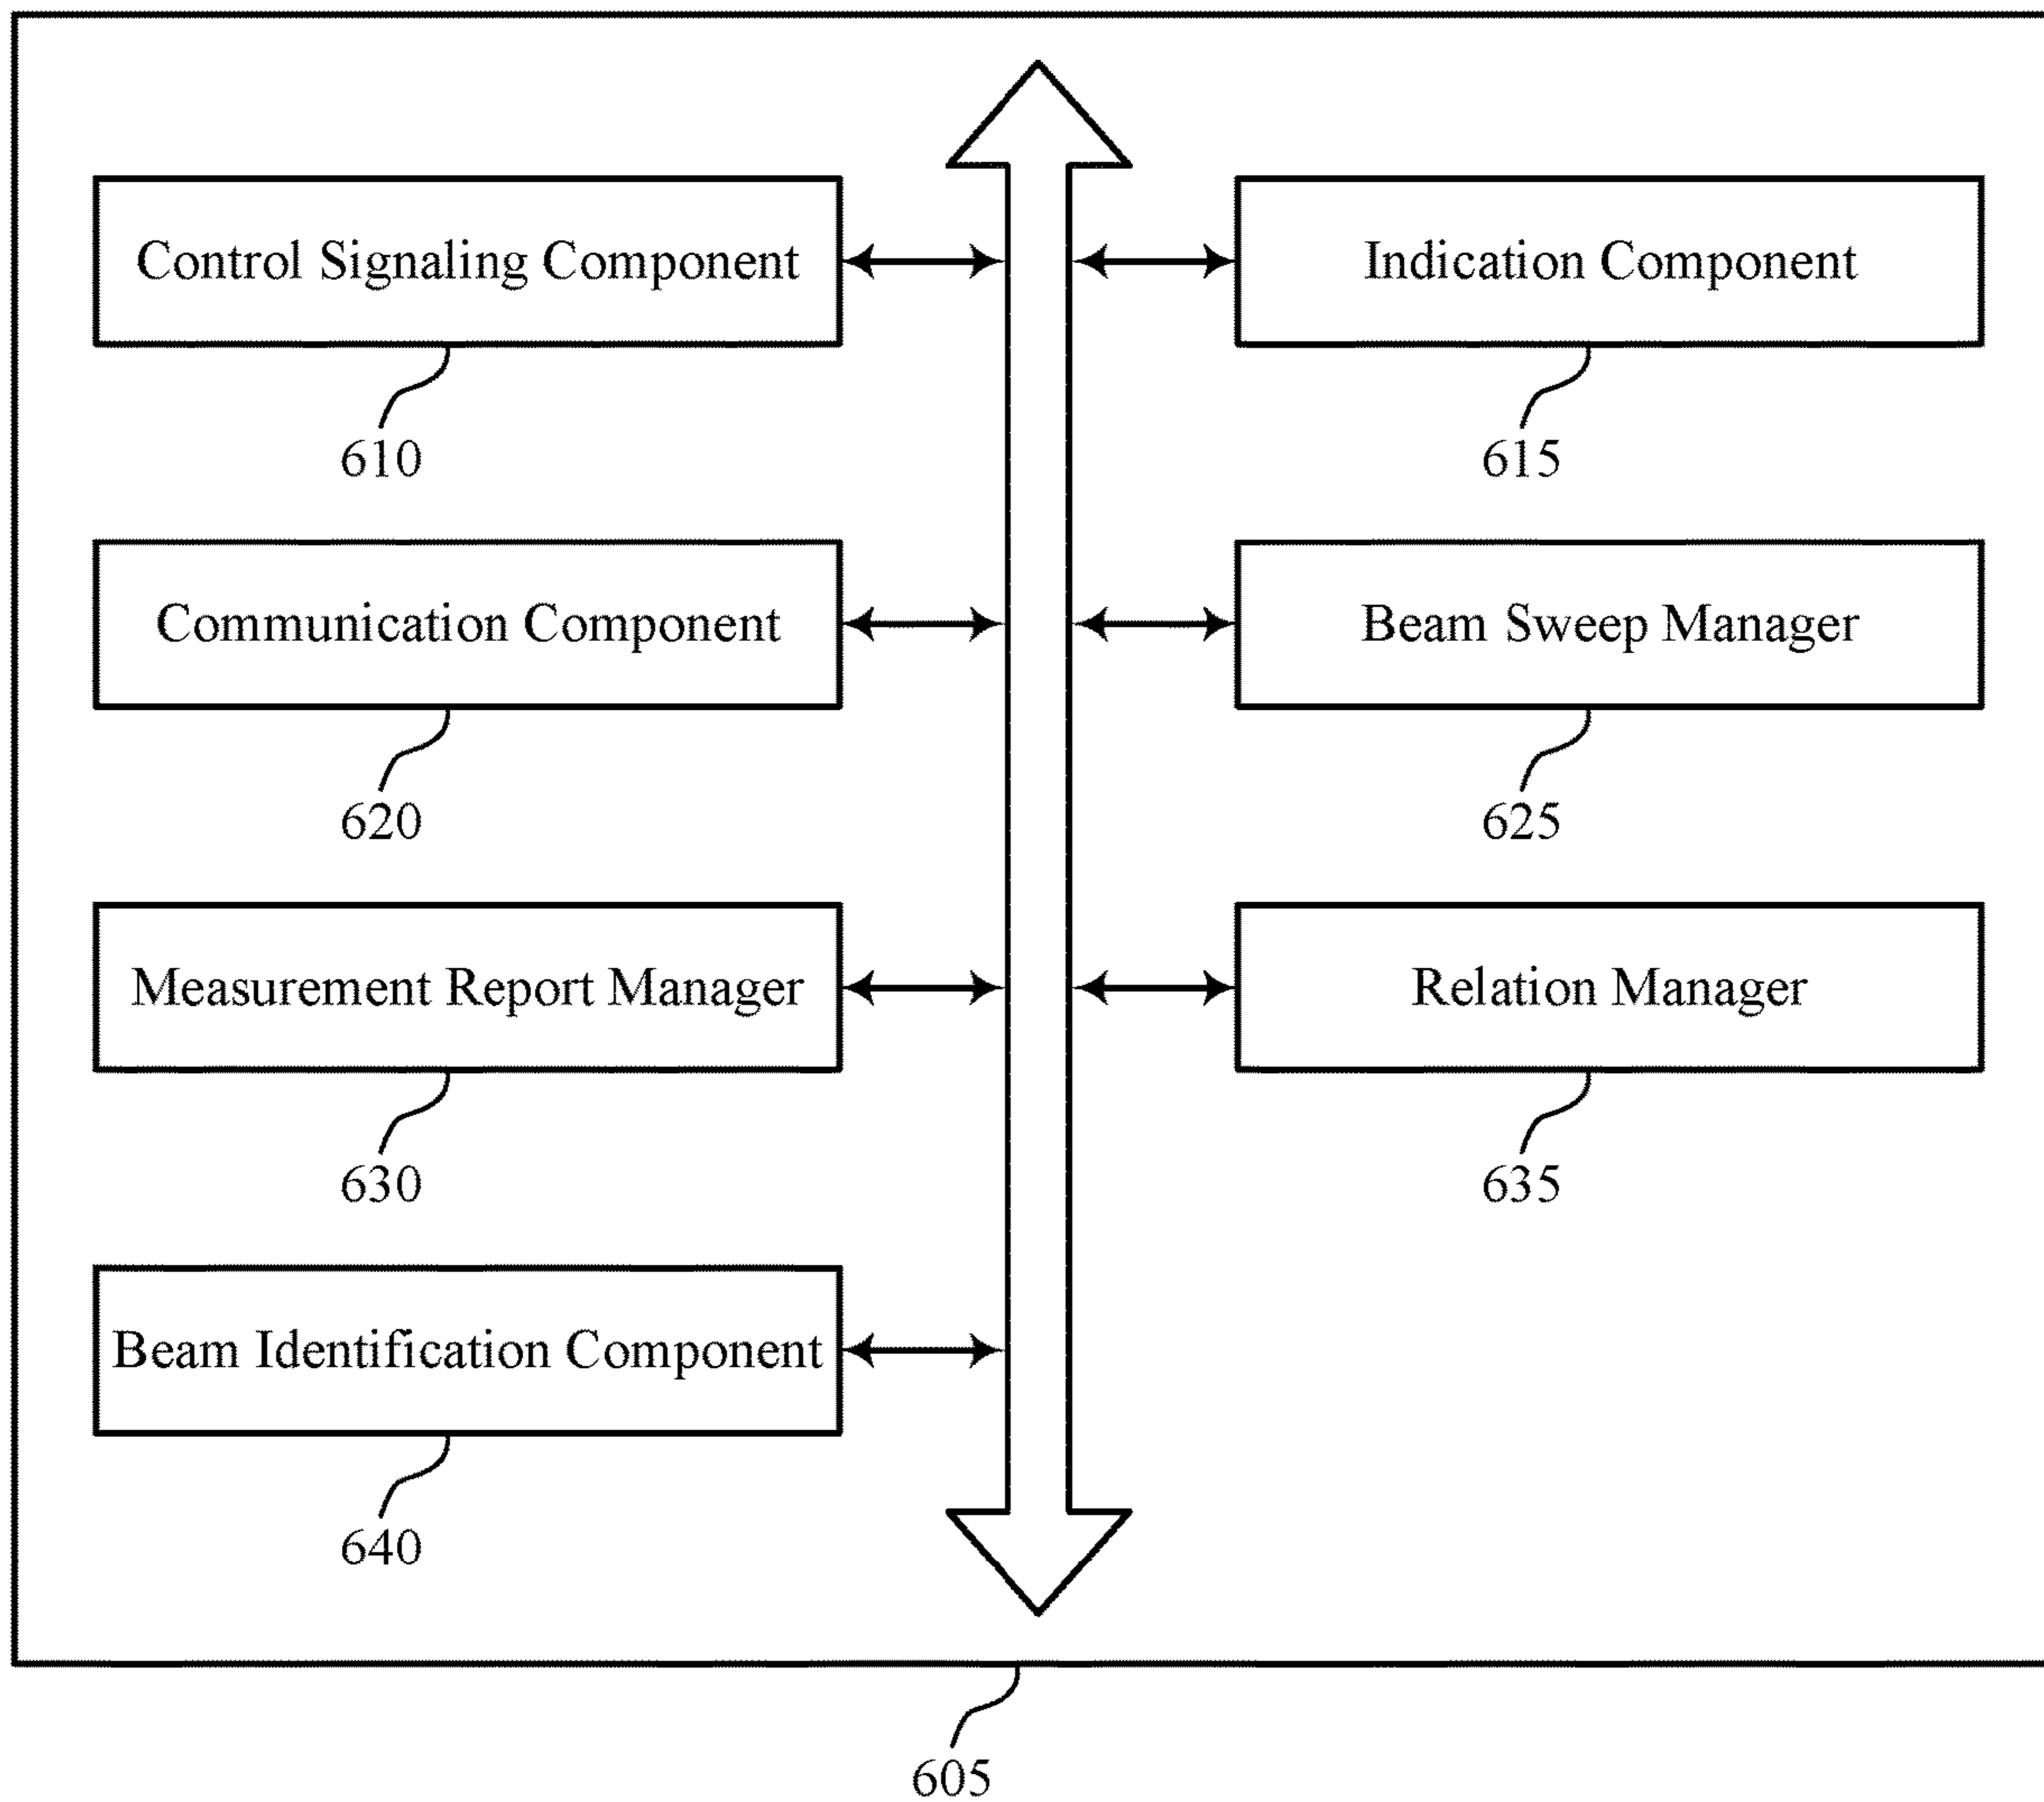 Control Signaling Component
Indication Component
610
615
Communication Component
Beam Sweep Manager
620
625
Measurement Report Manager
Relation Manager
630
635
Beam Identification Component
640
605